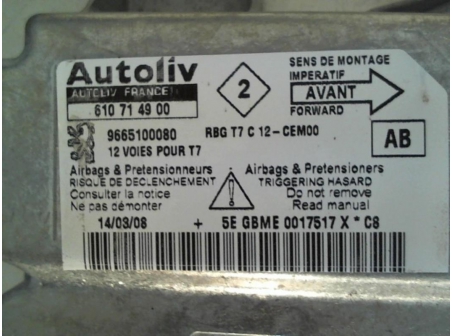 Autoliv
AUTOLIV FRANCE
610 71 49 00
2
SENS DE MONTAGE
IMPERATIF
AVANT
FORWARD
9665100080
RBG T7 C 12-CEM00
12 VOIES POUR T7
AB
Airbags & Pretensionneurs
RISQUE DE DECLENCHEMENT
Consulter la notice
Ne pas démonter
Airbags & Pretensioners
TRIGGERING HASARD
Do not remove
Read manual
14/03/08 + 5E GBME 0017517 X * C8